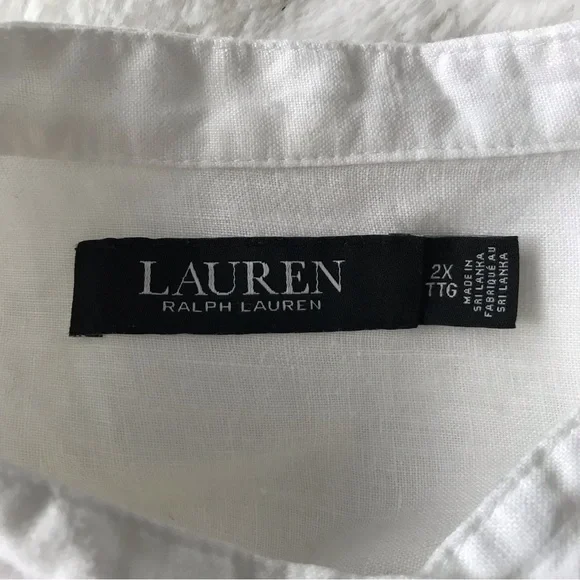 LAUREN
RALPH LAUREN
2X
TTG
MADE IN
SRI LANKA
FABRIQUÉ AU
SRI LANKA